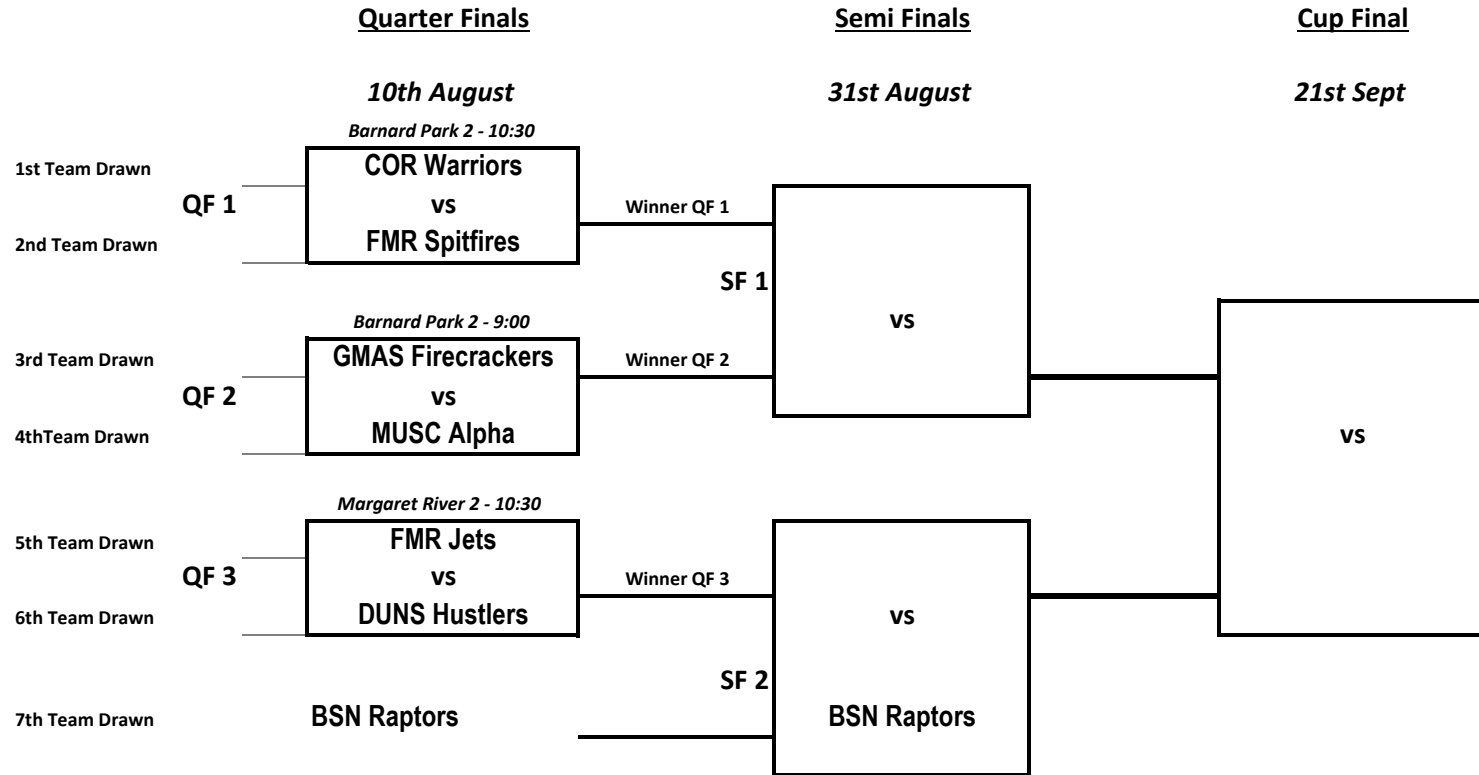 Quarter Finals
Semi Finals
Cup Final
10th August
31st August
21st Sept
Barnard Park 2 - 10:30
1st Team Drawn
COR Warriors
QF 1
vs
Winner QF 1
2nd Team Drawn
FMR Spitfires
SF 1
Barnard Park 2 - 9:00
vs
3rd Team Drawn
GMAS Firecrackers
Winner QF 2
QF 2
vs
4thTeam Drawn
MUSC Alpha
vs
Margaret River 2 - 10:30
5th Team Drawn
FMR Jets
QF 3
vs
Winner QF 3
6th Team Drawn
DUNS Hustlers
vs
SF 2
7th Team Drawn
BSN Raptors
BSN Raptors